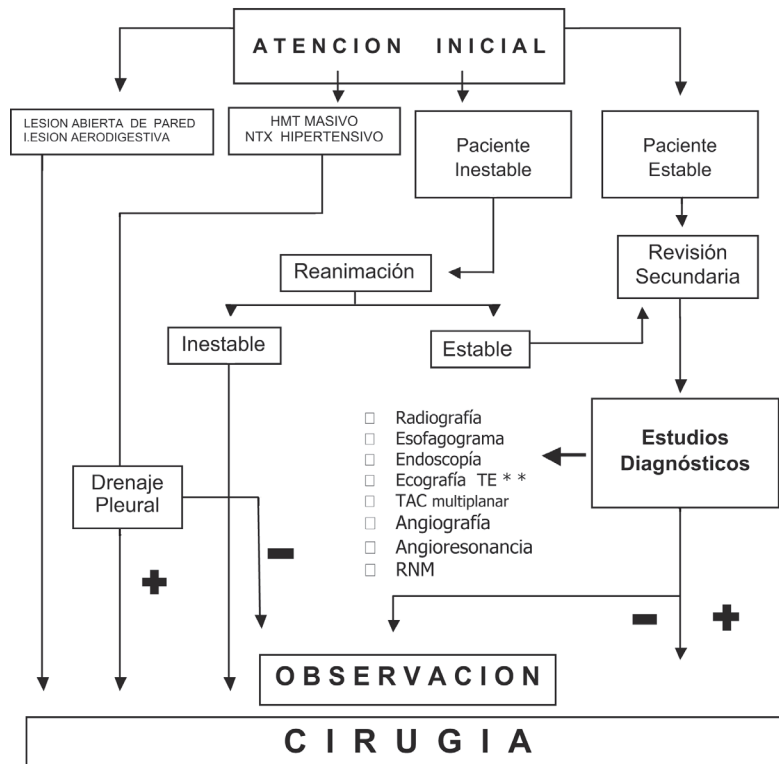 ATENCION INICIAL
LESION ABIERTA DE PARED
LESION AERODIGESTIVA
HMT MASIVO
NTX HIPERTENSIVO
Paciente
Inestable
Paciente
Estable
Reanimación
Revisión
Secundaria
Inestable
Estable
Radiografía
Esofagograma
Endoscopía
Ecografía TE * *
TAC multiplanar
Angiografía
Angioresonancia
RNM
Estudios
Diagnósticos
Drenaje
Pleural
+
-
-
+
OBSERVACION
CIRUGIA